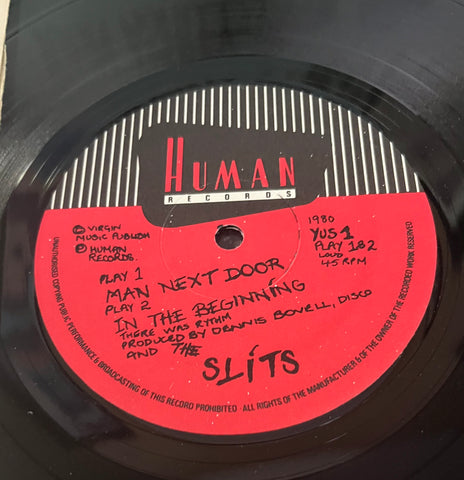 HUMAN
RECORDS
© VIRGIN
MUSIC PUBLISH
℗ HUMAN
RECORDS.
1980
YUS 1
PLAY 1&2
LOUD
45 RPM
PLAY 1
MAN NEXT DOOR
PLAY 2
IN THE BEGINNING
THERE WAS RYTHM
PRODUCED BY DENNIS BOVELL, DISCO
AND THE
SLITS
UNAUTHORISED COPYING PUBLIC PERFORMANCE & BROADCASTING OF THIS RECORD PROHIBITED · ALL RIGHTS OF THE MANUFACTURER & OF THE OWNER OF THE RECORDED WORK RESERVED